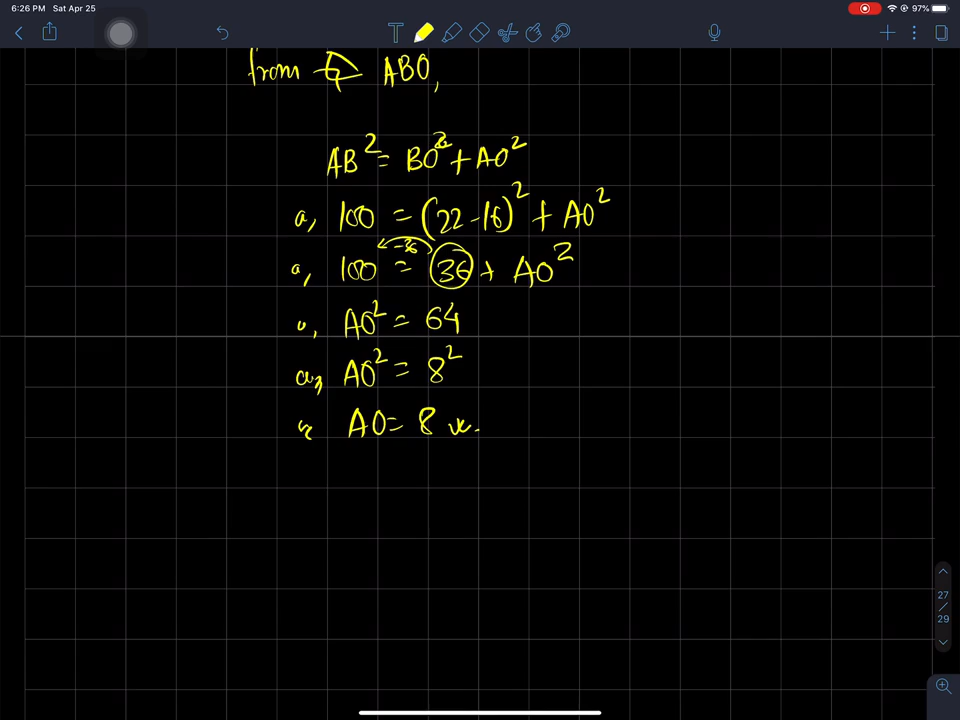 6:26 PM Sat Apr 25 97%
T
from ABO,
AB² = BO² + AO²
a, 100 = (22-16)² + AO²
-36
a, 100 = 36 + AO²
AO² = 64
AO² = 8²
AO = 8
27
/
29